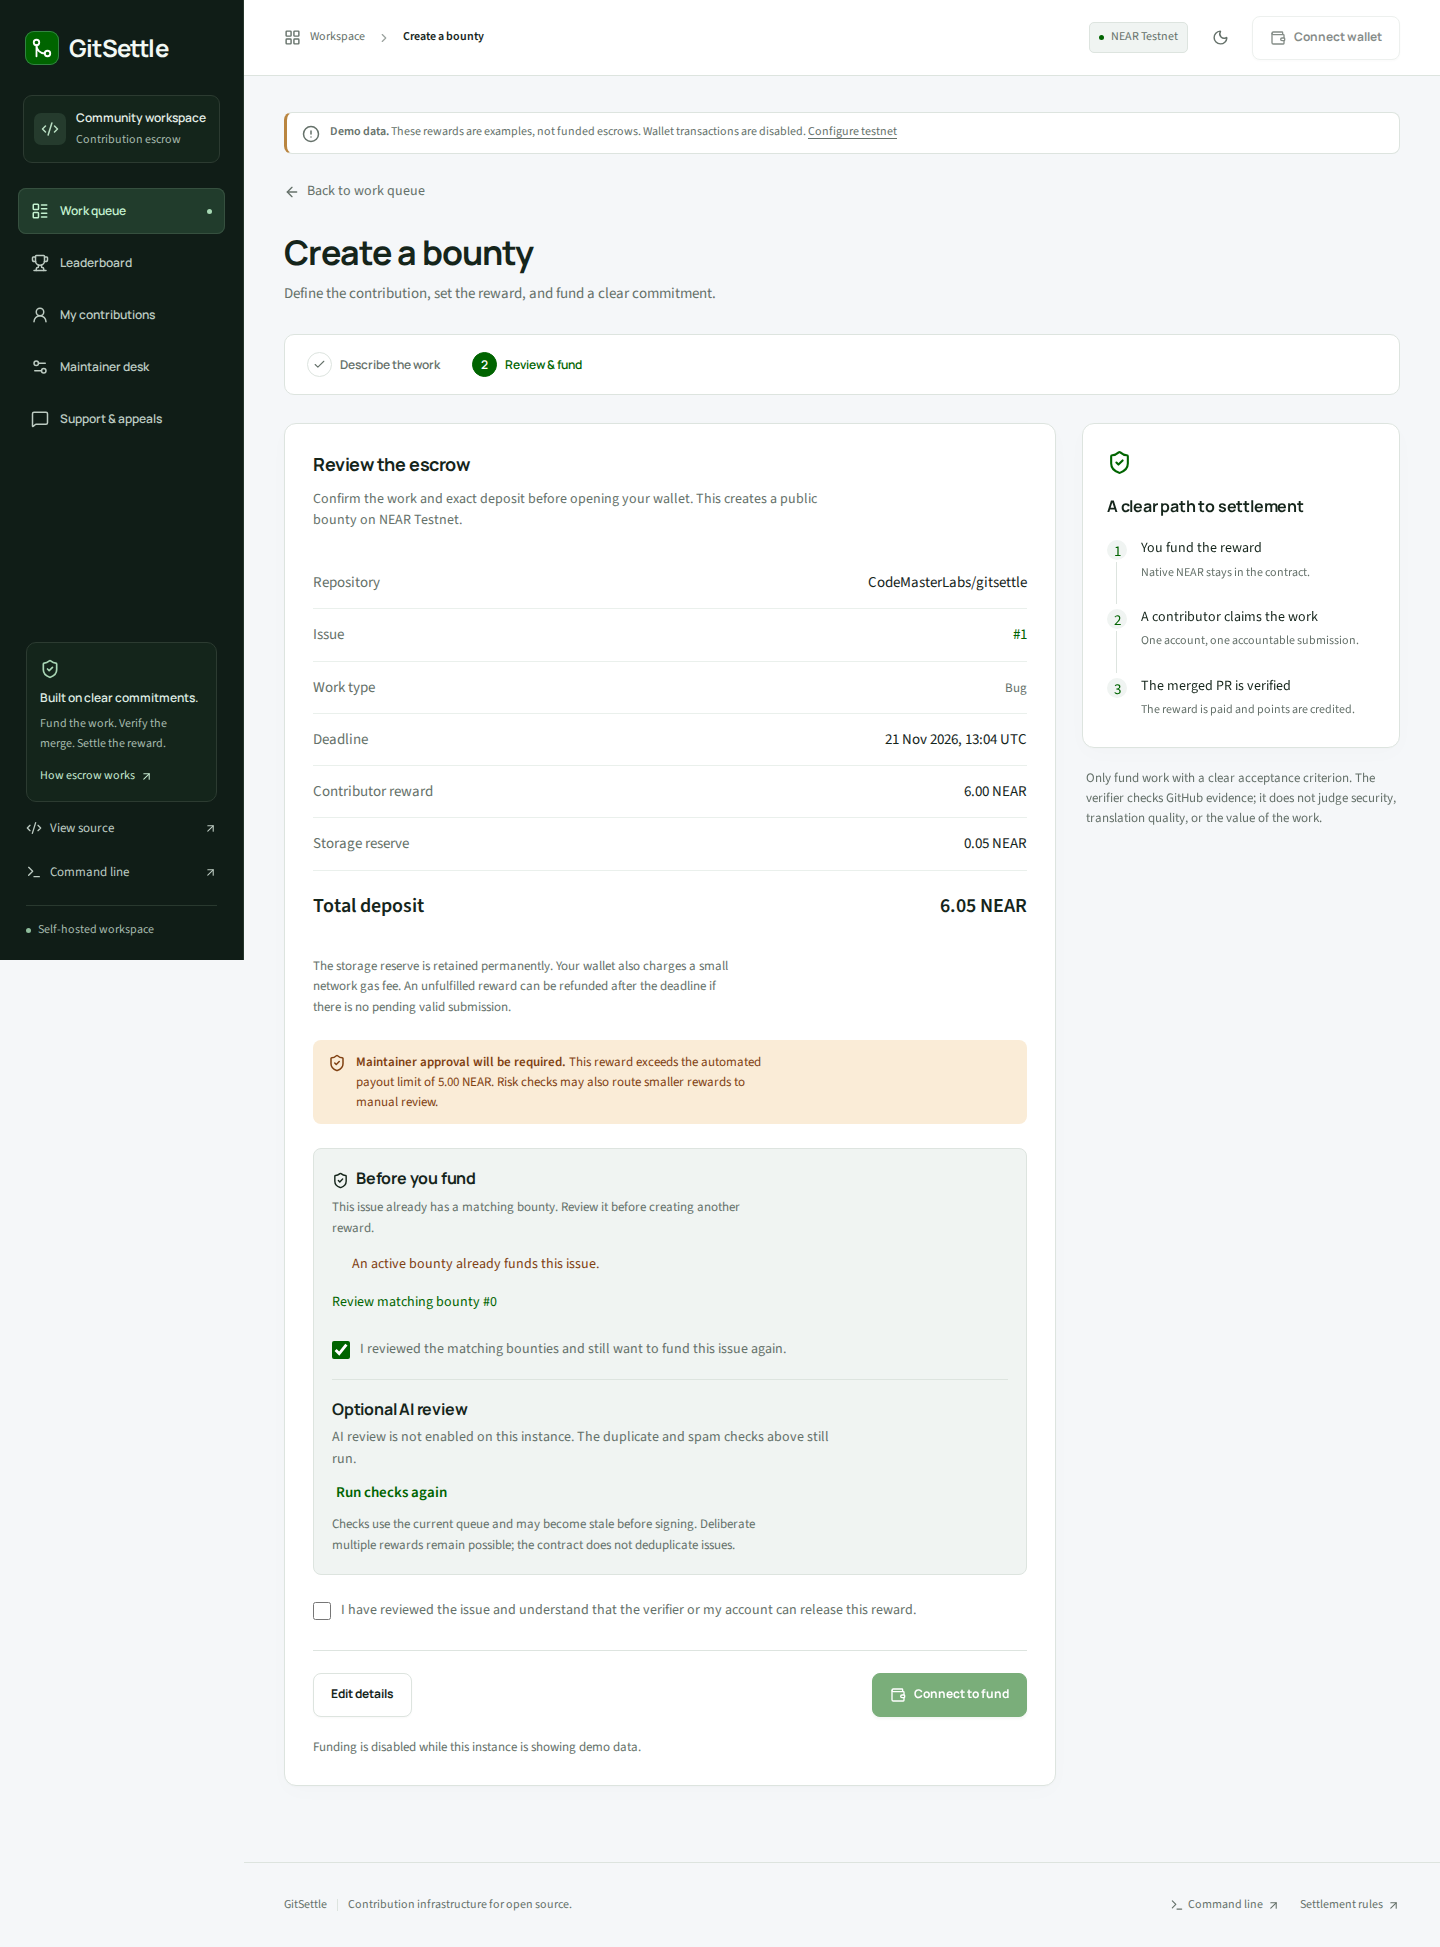 GitSettle
Community workspace
Contribution escrow
Work queue
Leaderboard
My contributions
Maintainer desk
Support & appeals
Built on clear commitments.
Fund the work. Verify the
merge. Settle the reward.
How escrow works
View source
Command line
Self-hosted workspace
Workspace
Create a bounty
NEAR Testnet
Connect wallet
Demo data. These rewards are examples, not funded escrows. Wallet transactions are disabled. Configure testnet
Back to work queue
Create a bounty
Define the contribution, set the reward, and fund a clear commitment.
Describe the work
2 Review & fund
Review the escrow
Confirm the work and exact deposit before opening your wallet. This creates a public
bounty on NEAR Testnet.
Repository CodeMasterLabs/gitsettle
Issue #1
Work type Bug
Deadline 21 Nov 2026, 13:04 UTC
Contributor reward 6.00 NEAR
Storage reserve 0.05 NEAR
Total deposit 6.05 NEAR
The storage reserve is retained permanently. Your wallet also charges a small
network gas fee. An unfulfilled reward can be refunded after the deadline if
there is no pending valid submission.
Maintainer approval will be required. This reward exceeds the automated
payout limit of 5.00 NEAR. Risk checks may also route smaller rewards to
manual review.
Before you fund
This issue already has a matching bounty. Review it before creating another
reward.
An active bounty already funds this issue.
Review matching bounty #0
I reviewed the matching bounties and still want to fund this issue again.
Optional AI review
AI review is not enabled on this instance. The duplicate and spam checks above still
run.
Run checks again
Checks use the current queue and may become stale before signing. Deliberate
multiple rewards remain possible; the contract does not deduplicate issues.
I have reviewed the issue and understand that the verifier or my account can release this reward.
Edit details
Connect to fund
Funding is disabled while this instance is showing demo data.
A clear path to settlement
1 You fund the reward
Native NEAR stays in the contract.
2 A contributor claims the work
One account, one accountable submission.
3 The merged PR is verified
The reward is paid and points are credited.
Only fund work with a clear acceptance criterion. The
verifier checks GitHub evidence; it does not judge security,
translation quality, or the value of the work.
GitSettle
Contribution infrastructure for open source.
Command line
Settlement rules